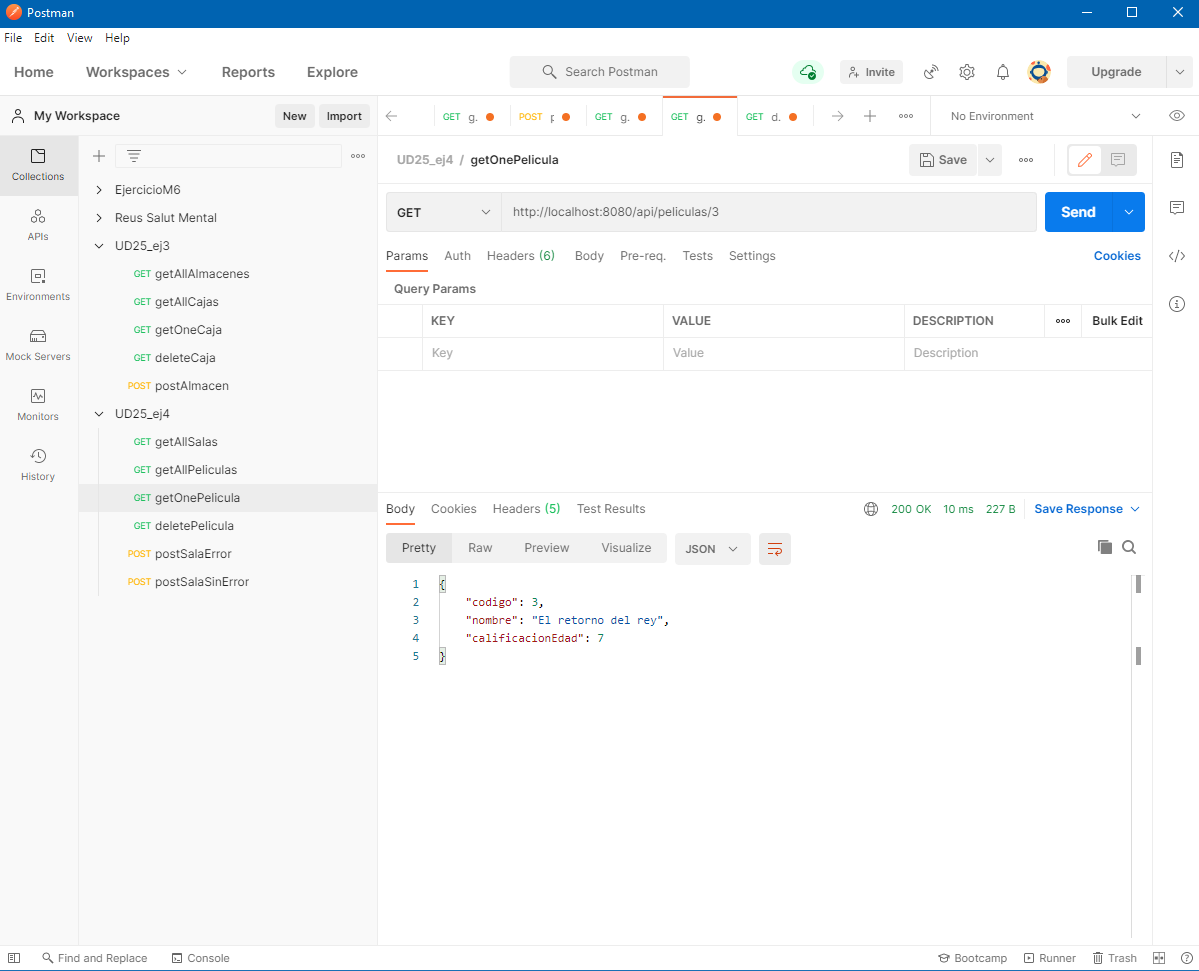 Postman
File Edit View Help
Home Workspaces Reports Explore Search Postman Invite Upgrade
My Workspace New Import
GET g. POST p GET g. GET g. GET d. No Environment
Collections
APIs
Environments
Mock Servers
Monitors
History
EjercicioM6
Reus Salut Mental
UD25_ej3
GET getAllAlmacenes
GET getAllCajas
GET getOneCaja
GET deleteCaja
POST postAlmacen
UD25_ej4
GET getAllSalas
GET getAllPeliculas
GET getOnePelicula
GET deletePelicula
POST postSalaError
POST postSalaSinError
UD25_ej4 / getOnePelicula Save
GET http://localhost:8080/api/peliculas/3 Send
Params Auth Headers (6) Body Pre-req. Tests Settings Cookies
Query Params
KEY VALUE DESCRIPTION Bulk Edit
Key Value Description
Body Cookies Headers (5) Test Results 200 OK 10 ms 227 B Save Response
Pretty Raw Preview Visualize JSON
1 {
2 "codigo": 3,
3 "nombre": "El retorno del rey",
4 "calificacionEdad": 7
5 }
Find and Replace Console Bootcamp Runner Trash